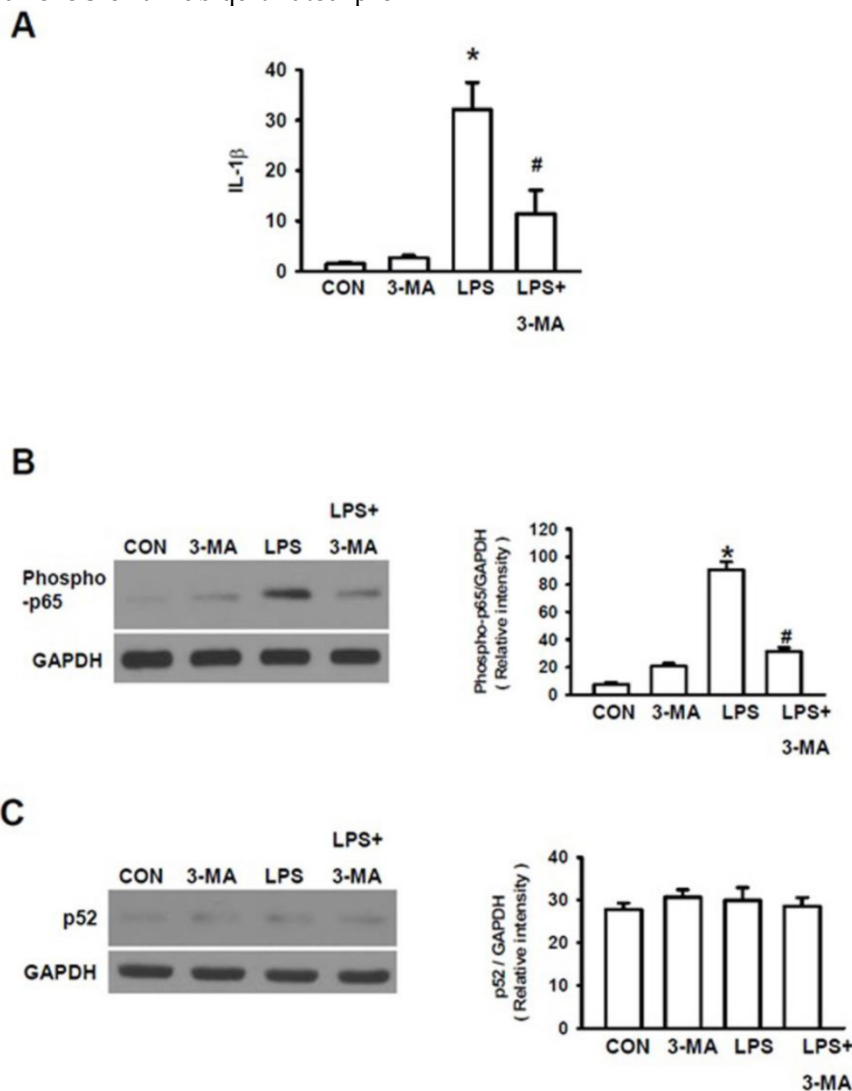 A
*
40
30
20
10
0
#
IL-1β
CON 3-MA LPS LPS+
3-MA
B
LPS+
CON 3-MA LPS 3-MA
Phospho
-p65
GAPDH
Phospho-p65/GAPDH
( Relative intensity )
120
100
80
60
40
20
0
*
#
CON 3-MA LPS LPS+
3-MA
C
LPS+
CON 3-MA LPS 3-MA
p52
GAPDH
p52 / GAPDH
( Relative intensity )
40
30
20
10
0
CON 3-MA LPS LPS+
3-MA